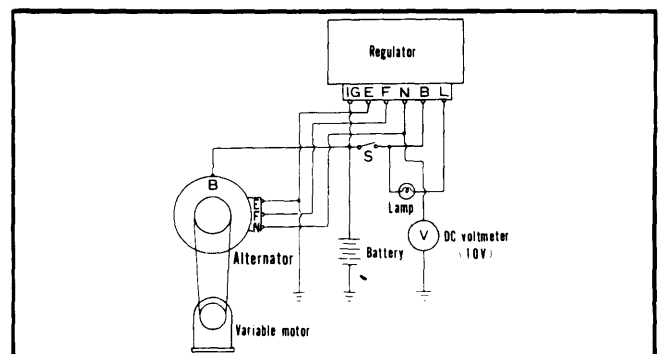 Regulator
IG E F N B L
S
B
E
F
N
Lamp
V
DC voltmeter
(10V)
Battery
Alternator
Variable motor